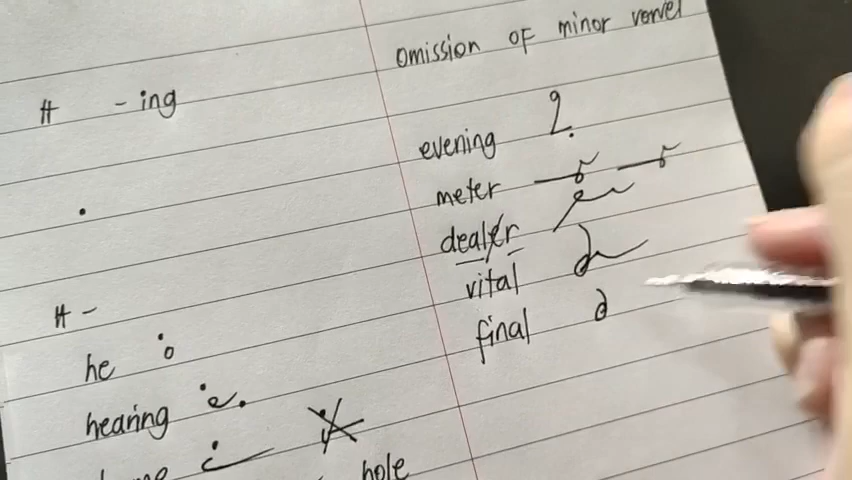 omission of minor vowel
H -ing
evening
meter
dealer
vital
final
H -
he
hearing
hole